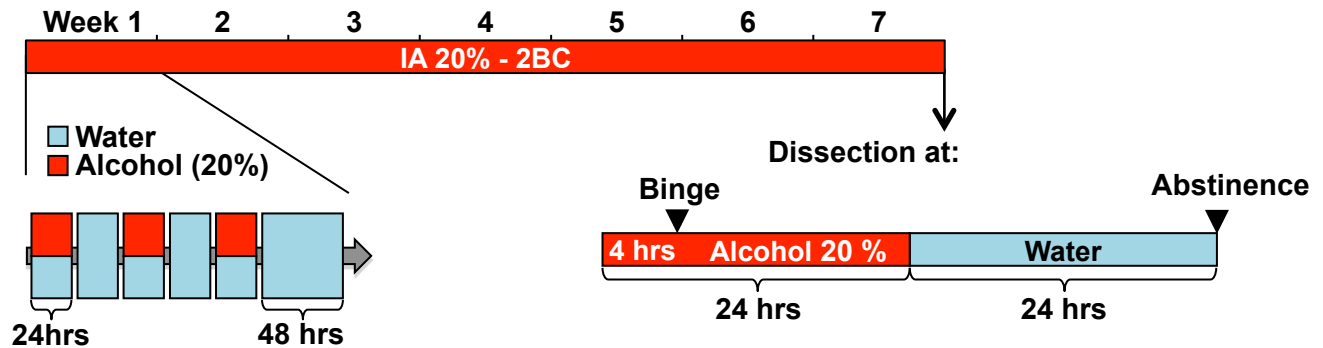 Week 1 2 3 4 5 6 7
IA 20% - 2BC
Water
Alcohol (20%)
Dissection at:
Binge
Abstinence
4 hrs Alcohol 20 % Water
24 hrs 24 hrs
24hrs 48 hrs